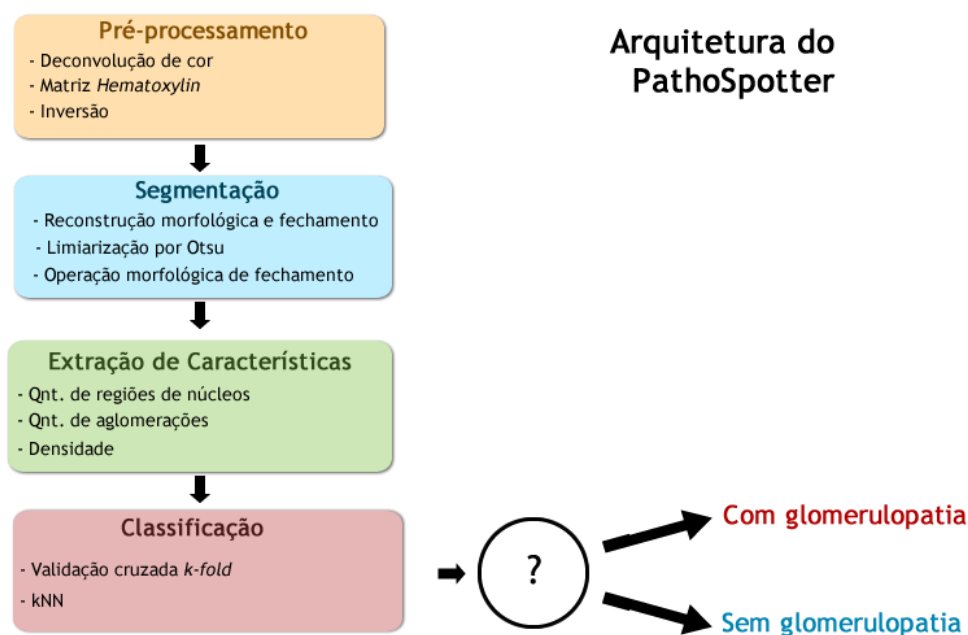 Arquitetura do
PathoSpotter
Pré-processamento
- Deconvolução de cor
- Matriz Hematoxylin
- Inversão
Segmentação
- Reconstrução morfológica e fechamento
- Limiarização por Otsu
- Operação morfológica de fechamento
Extração de Características
- Qnt. de regiões de núcleos
- Qnt. de aglomerações
- Densidade
Classificação
- Validação cruzada k-fold
- kNN
?
Com glomerulopatia
Sem glomerulopatia